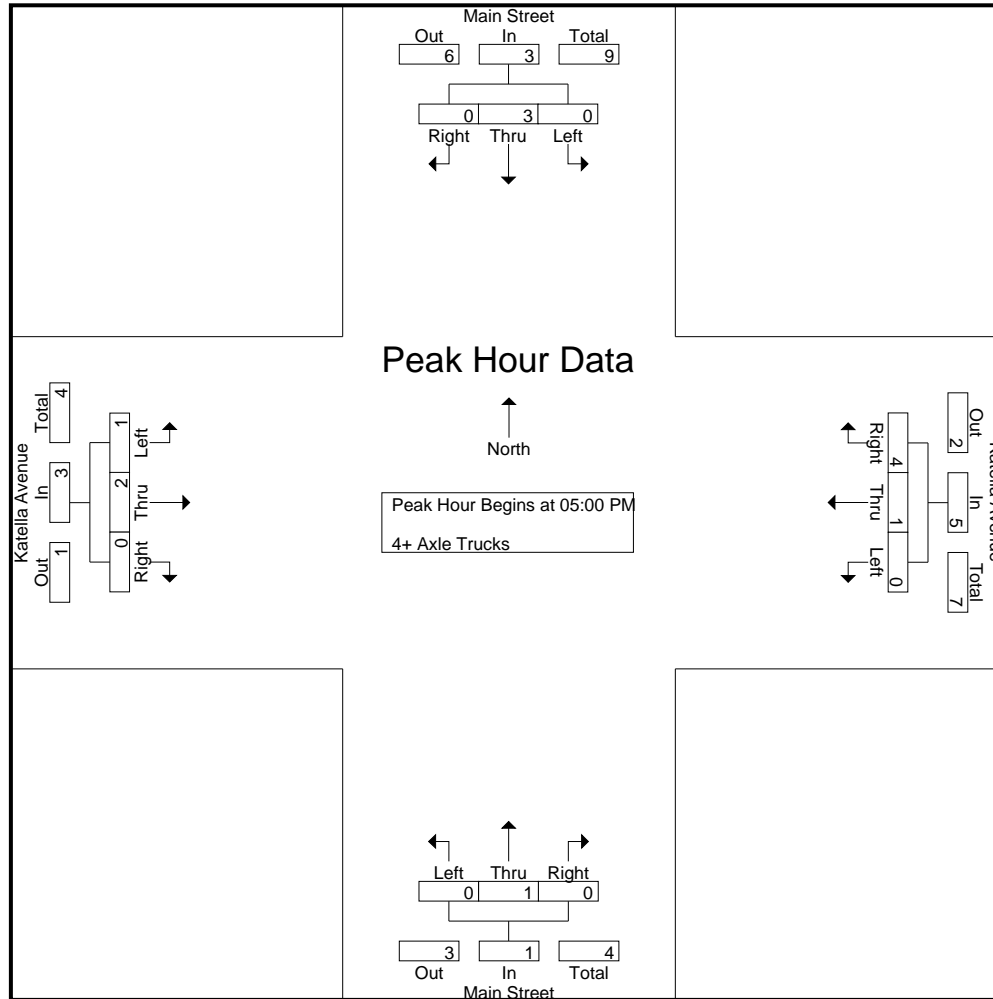 Main Street
Out In Total
6 3 9
0 3 0
Right Thru Left
Peak Hour Data
North
Peak Hour Begins at 05:00 PM
4+ Axle Trucks
Katella Avenue
Total In Out
4 3 1
1 2 0
Left Thru Right
Out In Total
2 5 7
4 1 0
Right Thru Left
Left Thru Right
0 1 0
3 1 4
Out In Total
Main Street